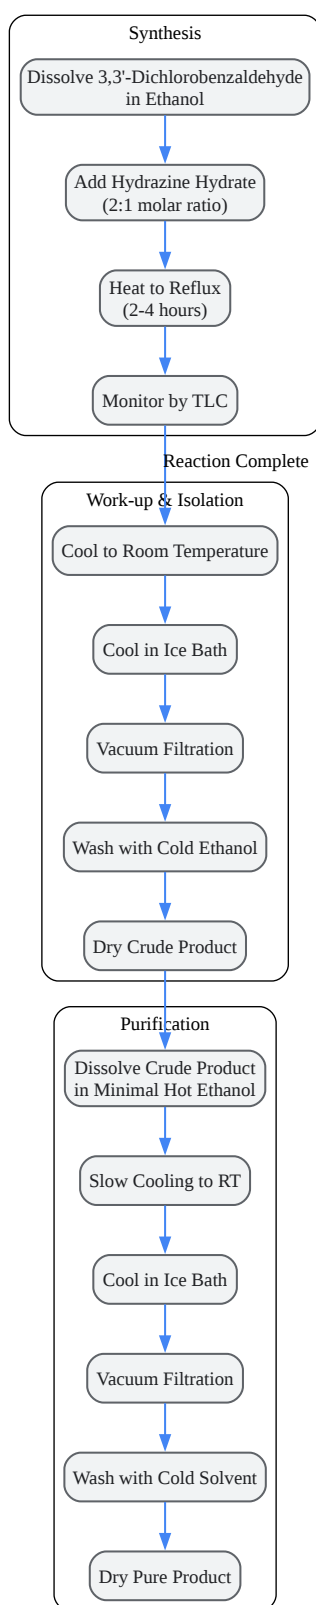 Synthesis
Dissolve 3,3'-Dichlorobenzaldehyde
in Ethanol
Add Hydrazine Hydrate
(2:1 molar ratio)
Heat to Reflux
(2-4 hours)
Monitor by TLC
Reaction Complete
Work-up & Isolation
Cool to Room Temperature
Cool in Ice Bath
Vacuum Filtration
Wash with Cold Ethanol
Dry Crude Product
Purification
Dissolve Crude Product
in Minimal Hot Ethanol
Slow Cooling to RT
Cool in Ice Bath
Vacuum Filtration
Wash with Cold Solvent
Dry Pure Product